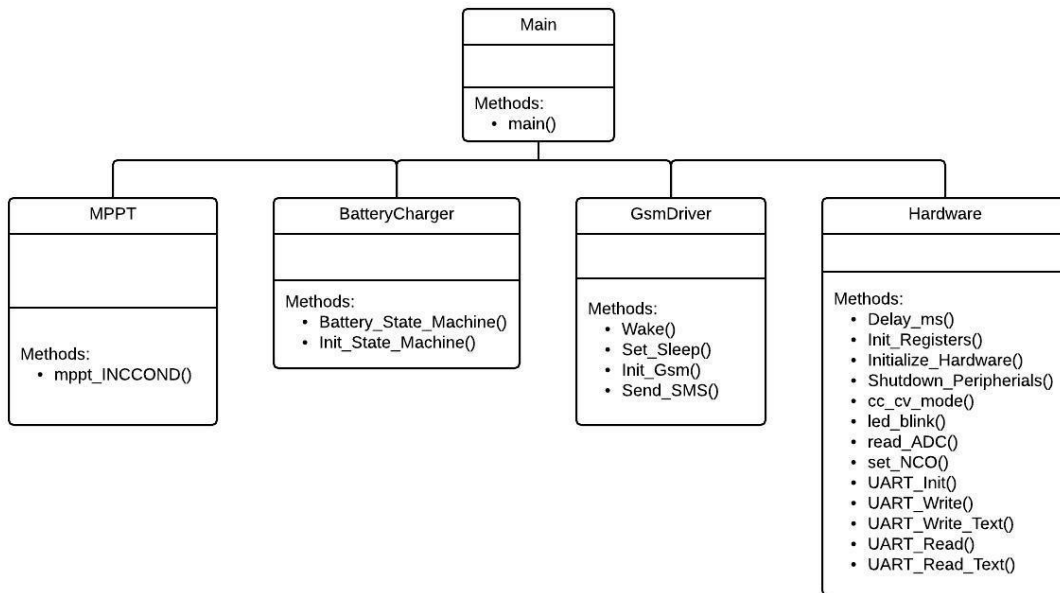 Main
Methods:
• main()
MPPT
Methods:
• mppt_INCCOND()
BatteryCharger
Methods:
• Battery_State_Machine()
• Init_State_Machine()
GsmDriver
Methods:
• Wake()
• Set_Sleep()
• Init_Gsm()
• Send_SMS()
Hardware
Methods:
• Delay_ms()
• Init_Registers()
• Initialize_Hardware()
• Shutdown_Peripherials()
• cc_cv_mode()
• led_blink()
• read_ADC()
• set_NCO()
• UART_Init()
• UART_Write()
• UART_Write_Text()
• UART_Read()
• UART_Read_Text()